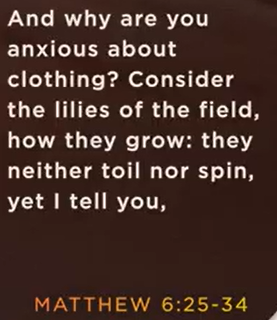 And why are you
anxious about
clothing? Consider
the lilies of the field,
how they grow: they
neither toil nor spin,
yet I tell you,
MATTHEW 6:25-34